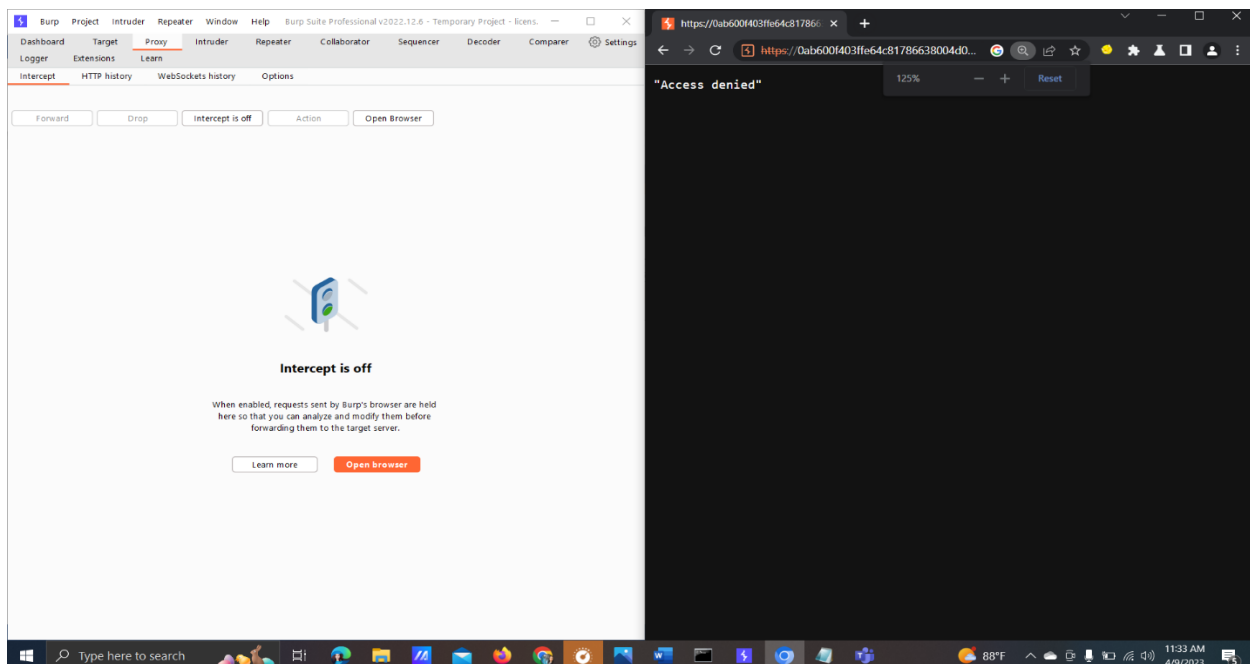 Burp Project Intruder Repeater Window Help Burp Suite Professional v2022.12.6 - Temporary Project - licens.
Dashboard Target Proxy Intruder Repeater Collaborator Sequencer Decoder Comparer Settings
Logger Extensions Learn
Intercept HTTP history WebSockets history Options
Forward Drop Intercept is off Action Open Browser
Intercept is off
When enabled, requests sent by Burp's browser are held
here so that you can analyze and modify them before
forwarding them to the target server.
Learn more Open browser
https://0ab600f403ffe64c817866
https://0ab600f403ffe64c81786638004d0...
125% Reset
"Access denied"
Type here to search
88°F 11:33 AM
4/9/2023